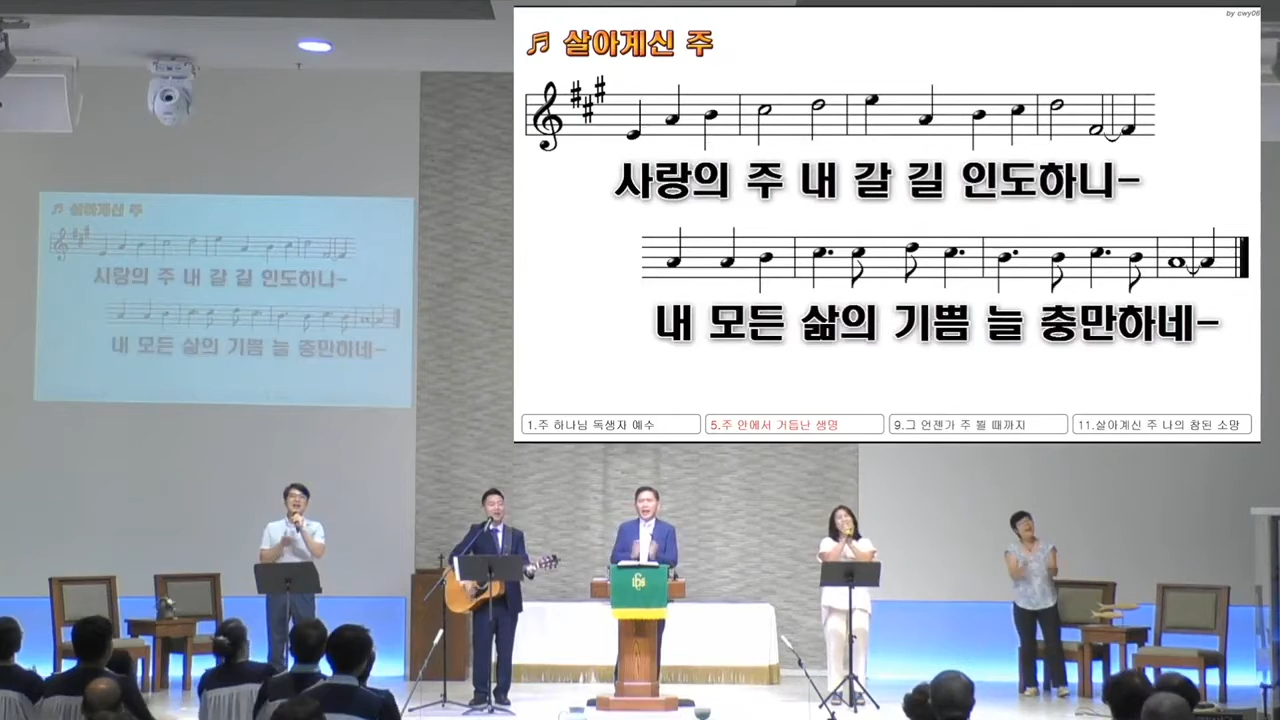 by cwy06
살아계신 주
사랑의 주 내 갈 길 인도하니-
내 모든 삶의 기쁨 늘 충만하네-
1.주 하나님 독생자 예수
5.주 안에서 거듭난 생명
9.그 언젠가 주 뵐 때까지
11.살아계신 주 나의 참된 소망
살아계신 주
사랑의 주 내 갈 길 인도하니-
내 모든 삶의 기쁨 늘 충만하네-